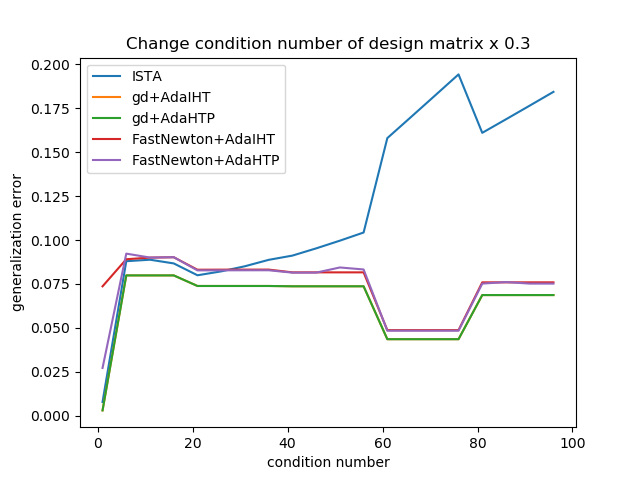 Change condition number of design matrix x 0.3
generalization error
0.200
0.175
0.150
0.125
0.100
0.075
0.050
0.025
0.000
ISTA
gd+AdaIHT
gd+AdaHTP
FastNewton+AdaIHT
FastNewton+AdaHTP
0 20 40 60 80 100
condition number